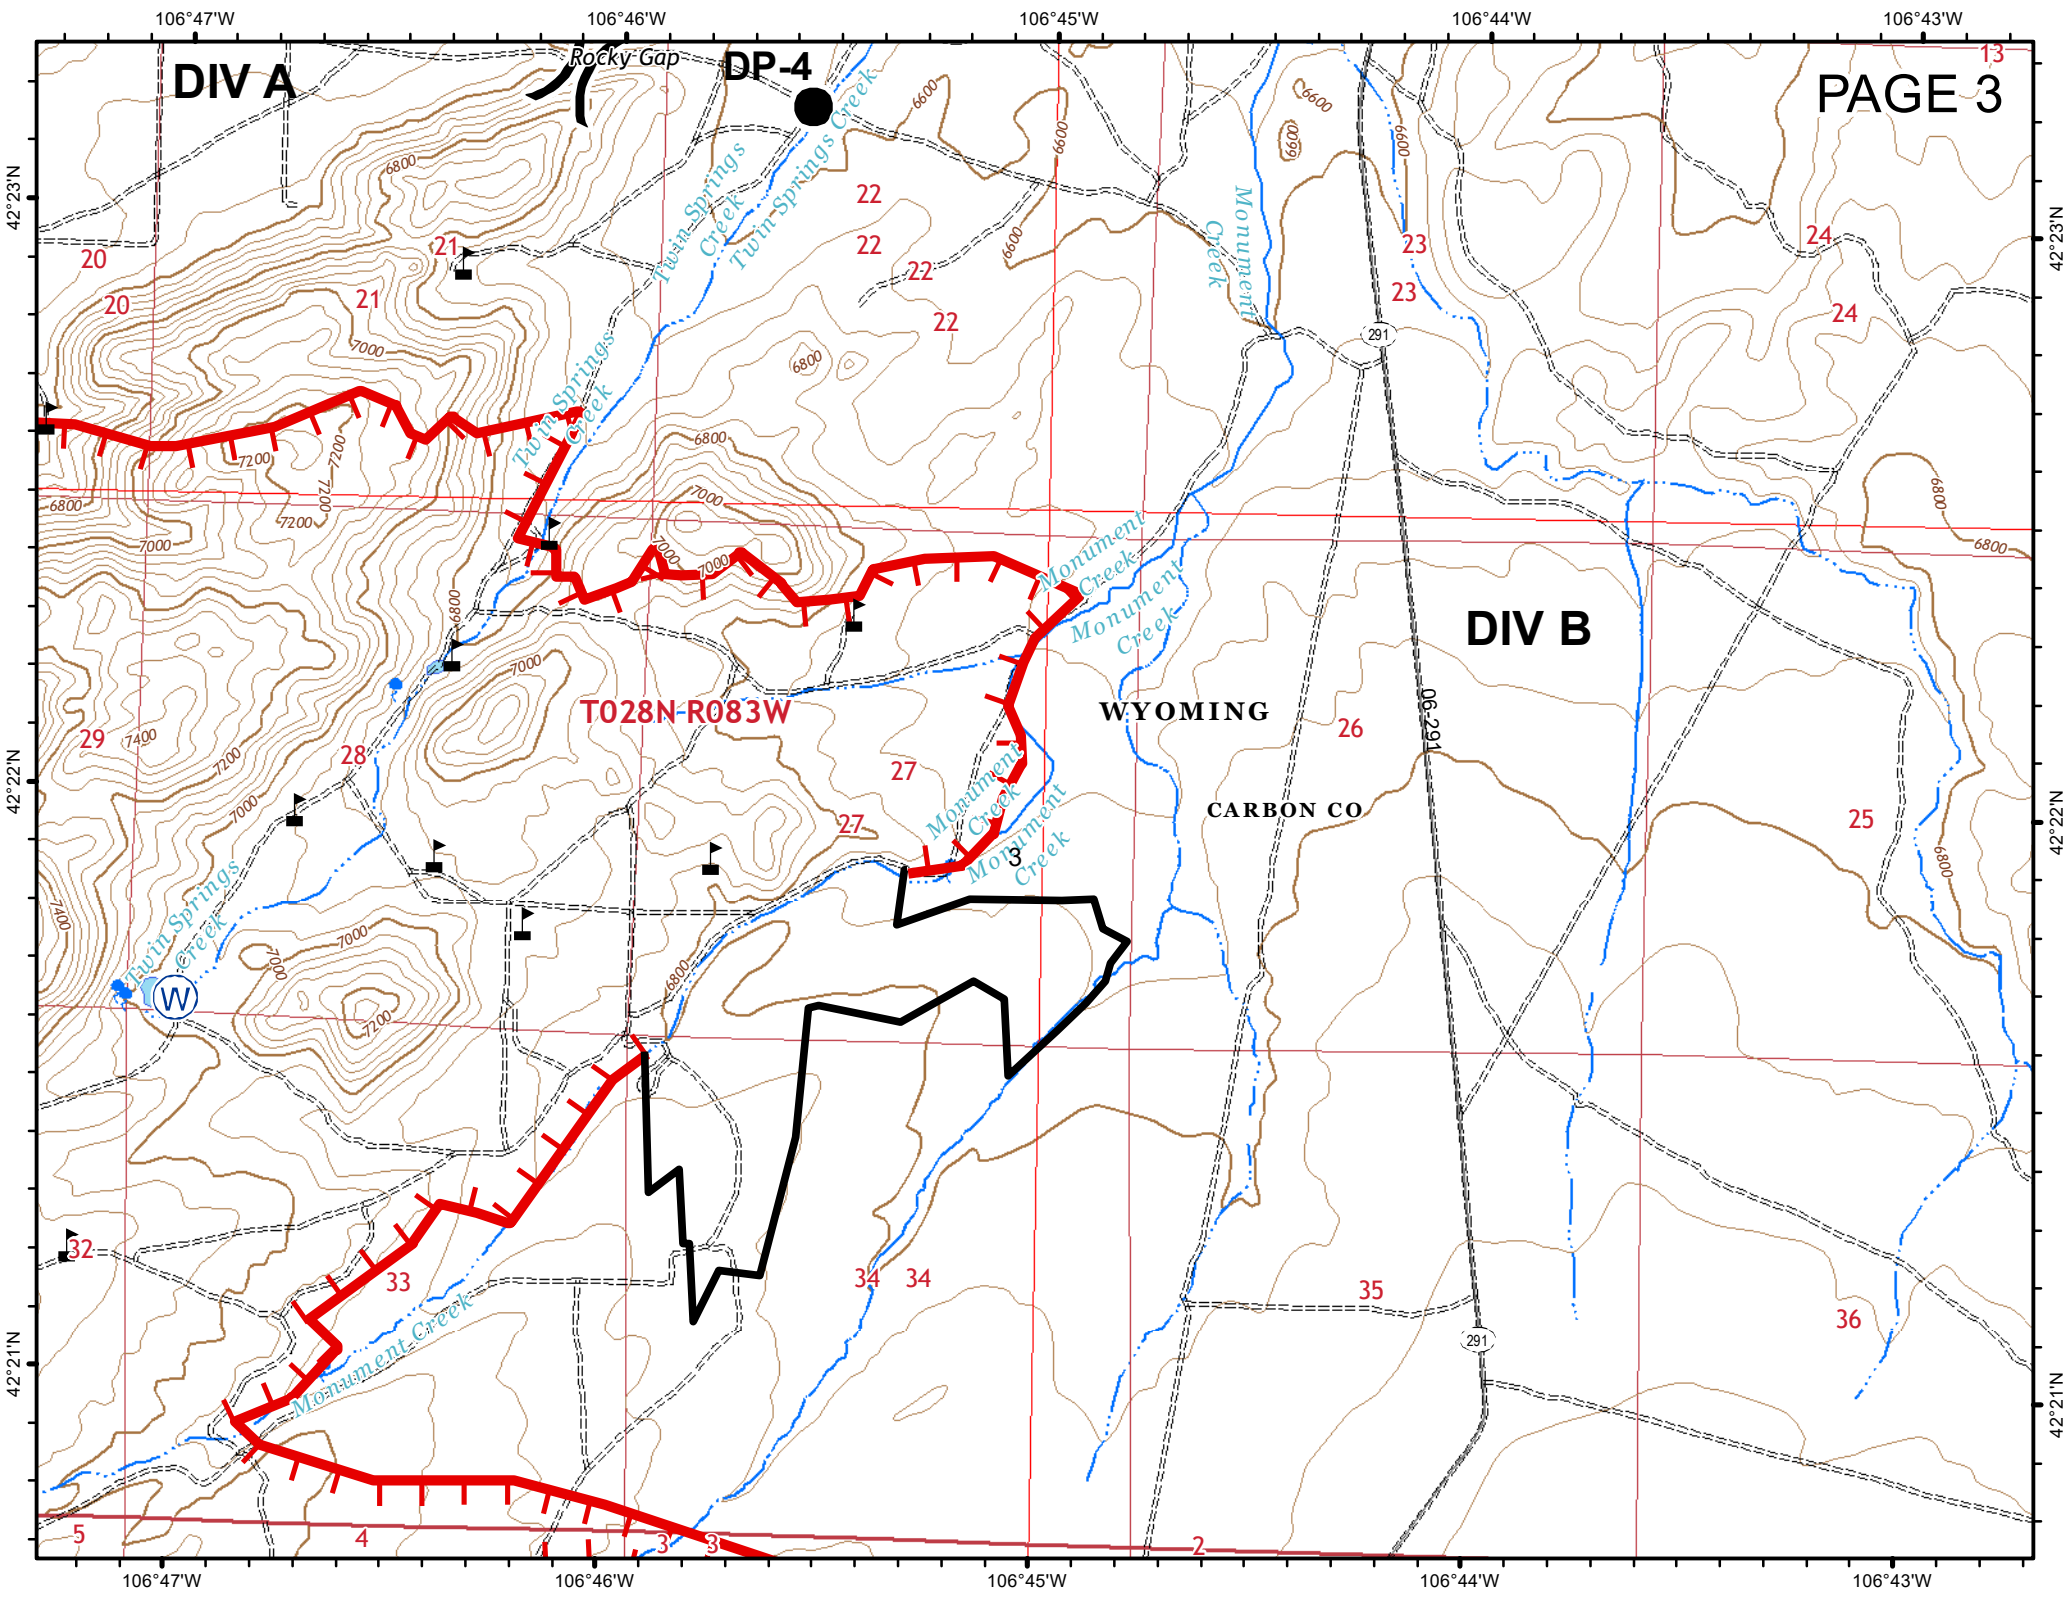 106°47'W
106°46'W
106°45'W
106°44'W
106°43'W
DIV A
Rocky Gap
DP-4
PAGE 3
13
6600
6600
6600
6600
6600
6800
Twin Springs Creek
Twin Springs
Creek
42°23'N
42°23'N
22
22
22
22
Monument
Creek
6600
23
23
24
24
20
20
21
21
291
7000
6800
Twin Springs
Creek
6800
7200
7200
7200
7200
6800
7000
7000
7000
7000
6800
6800
Monument
Creek
Monument
Creek
DIV B
6800
7000
T028N R083W
WYOMING
06-291
26
29
7400
7200
28
27
27
42°22'N
42°22'N
7000
Monument
Creek
Monument
Creek
3
CARBON CO
25
6800
Twin Springs
Creek
7400
7000
7000
6800
W
7200
32
33
34
34
35
36
Monument Creek
291
42°21'N
42°21'N
5
4
3
3
2
106°47'W
106°46'W
106°45'W
106°44'W
106°43'W